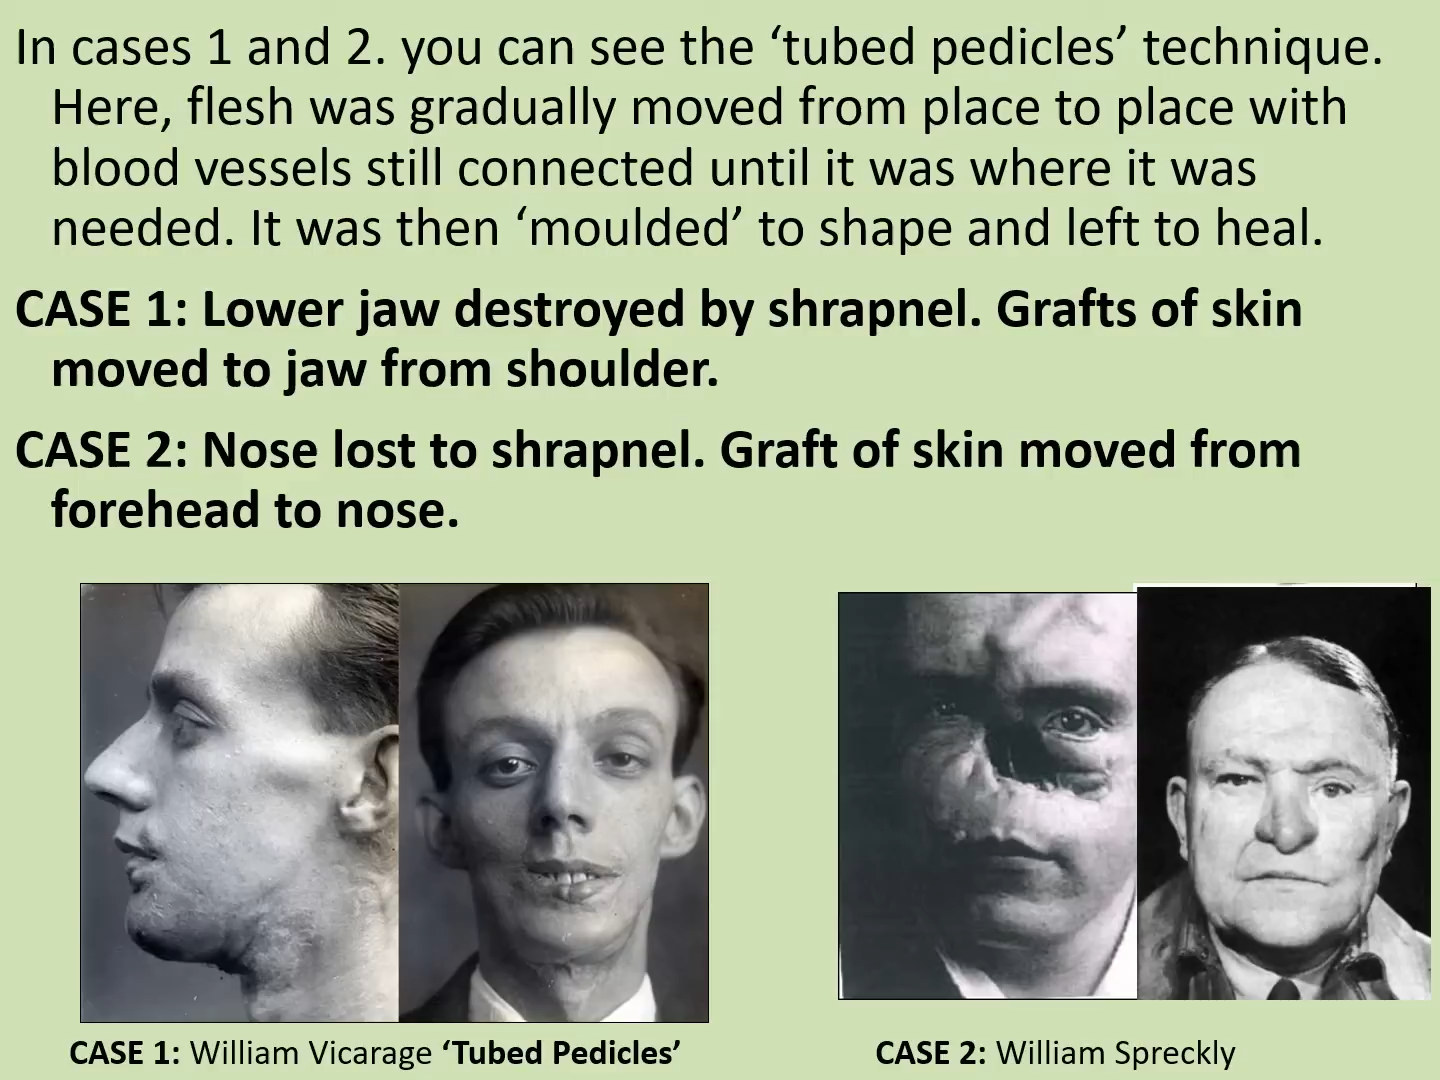 In cases 1 and 2. you can see the ‘tubed pedicles’ technique.
Here, flesh was gradually moved from place to place with
blood vessels still connected until it was where it was
needed. It was then ‘moulded’ to shape and left to heal.
CASE 1: Lower jaw destroyed by shrapnel. Grafts of skin
moved to jaw from shoulder.
CASE 2: Nose lost to shrapnel. Graft of skin moved from
forehead to nose.
CASE 1: William Vicarage ‘Tubed Pedicles’
CASE 2: William Spreckly